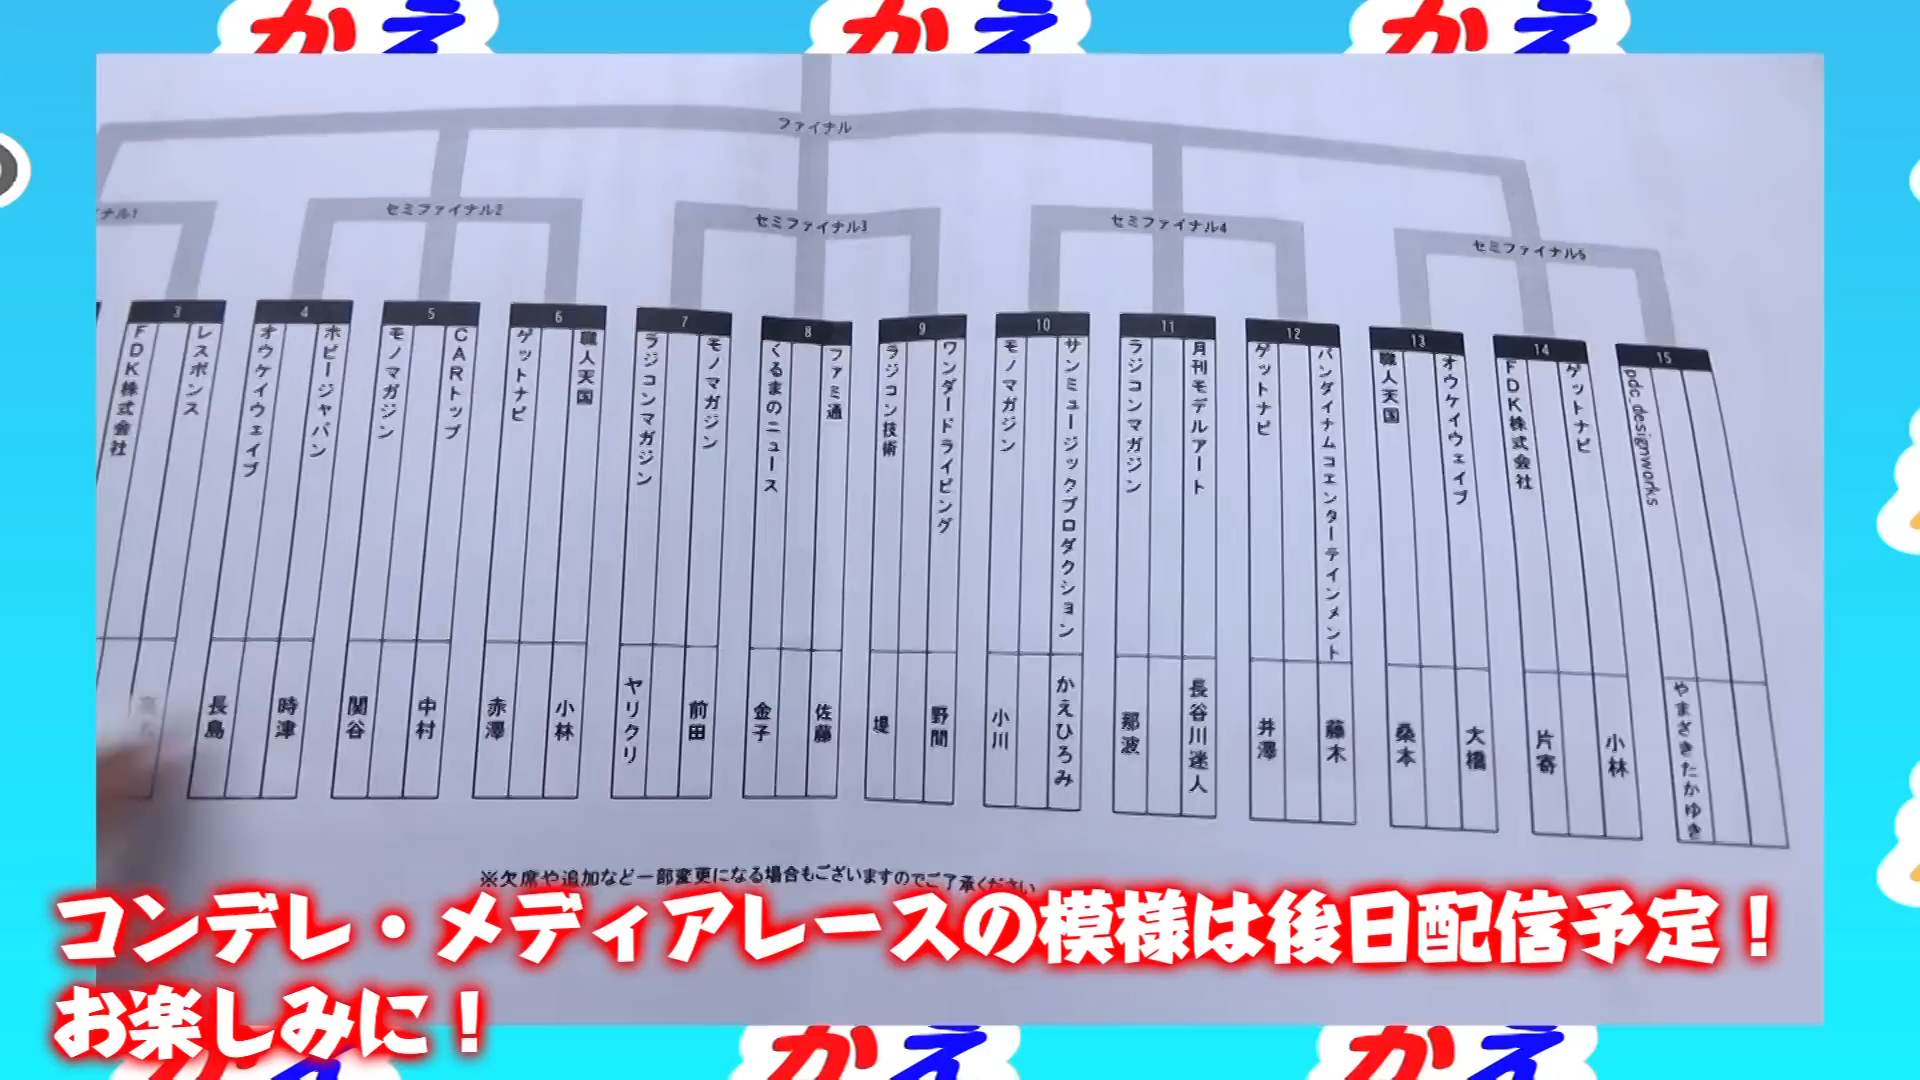 かえ
かえ
かえ
ファイナル
ナル1
セミファイナル2
セミファイナル3
セミファイナル4
セミファイナル5
3
レスポンス
FDK株式会社
4
ホビージャパン
時津
オウケイウェイブ
長島
5
CARトップ
中村
モノマガジン
関谷
6
職人天国
小林
ゲットナビ
赤澤
7
モノマガジン
前田
ラジコンマガジン
ヤリクリ
8
ファミ通
佐藤
くるまのニュース
金子
9
ワンダードライビング
野間
ラジコン技術
堤
10
サンミュージックプロダクション
かえひろみ
モノマガジン
小川
11
月刊モデルアート
長谷川迷人
ラジコンマガジン
那波
12
バンダイナムコエンターテインメント
藤木
ゲットナビ
井澤
13
オウケイウェイブ
大橋
職人天国
桑本
14
ゲットナビ
小林
FDK株式会社
片寄
15
pdc_designworks
やまざきたかゆき
※欠席や追加など一部変更になる場合もございますのでご了承ください
コンデレ・メディアレースの模様は後日配信予定！
お楽しみに！
かえ
かえ